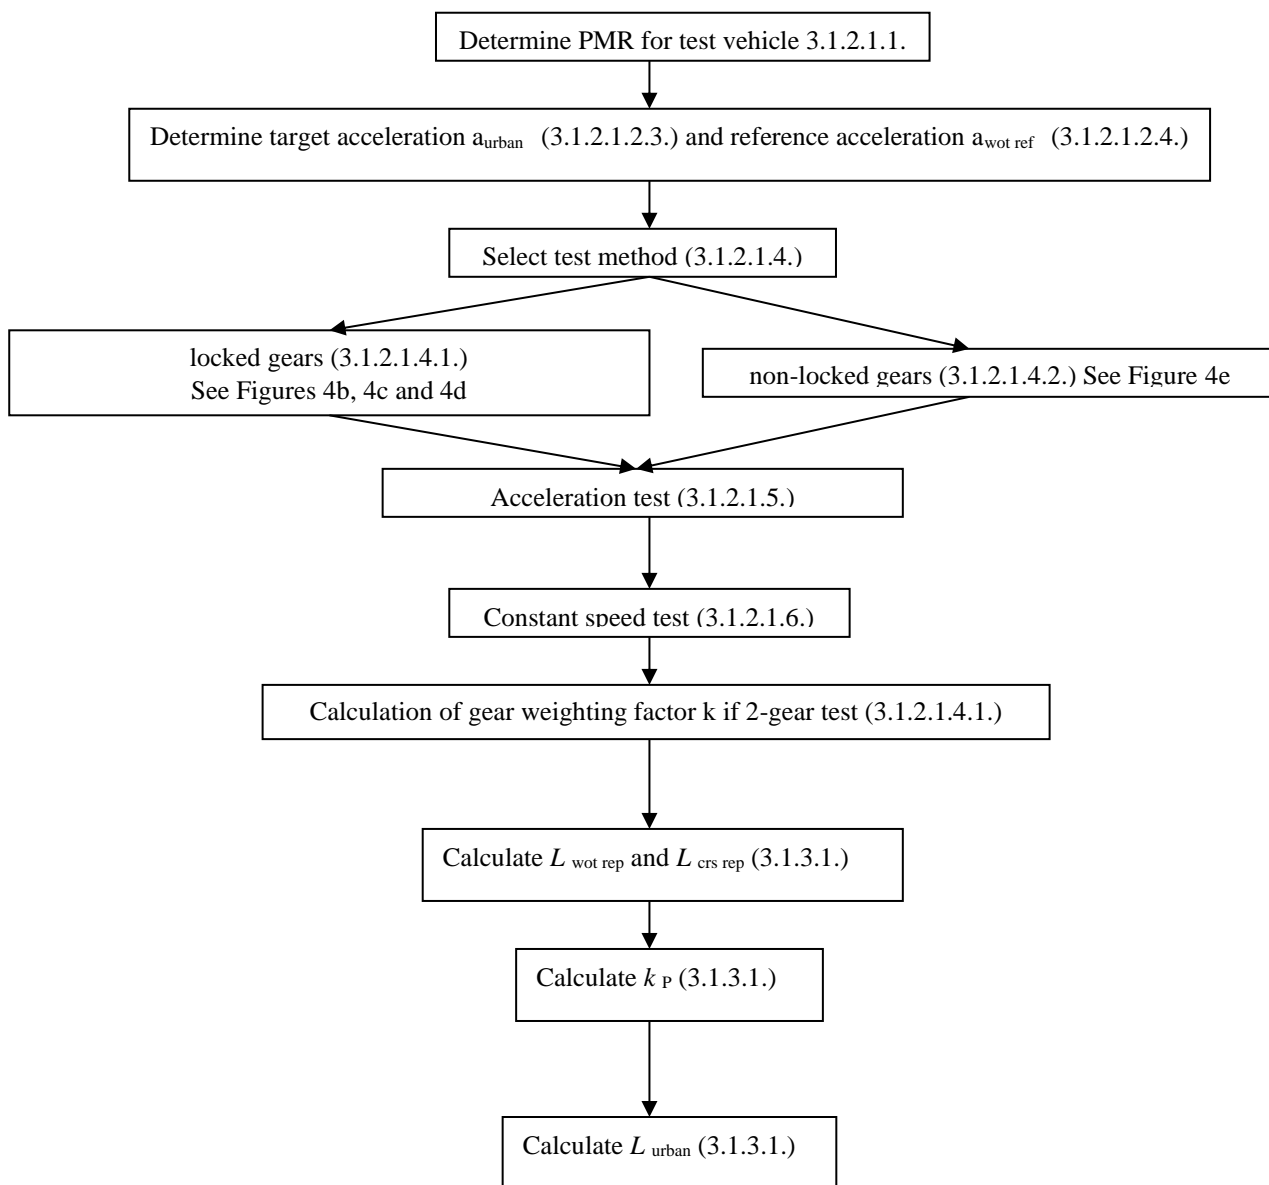 Determine PMR for test vehicle 3.1.2.1.1.
Determine target acceleration a urban (3.1.2.1.2.3.) and reference acceleration a wot ref (3.1.2.1.2.4.)
Select test method (3.1.2.1.4.)
locked gears (3.1.2.1.4.1.)
See Figures 4b, 4c and 4d
non-locked gears (3.1.2.1.4.2.) See Figure 4e
Acceleration test (3.1.2.1.5.)
Constant speed test (3.1.2.1.6.)
Calculation of gear weighting factor k if 2-gear test (3.1.2.1.4.1.)
Calculate L wot rep and L crs rep (3.1.3.1.)
Calculate k P (3.1.3.1.)
Calculate L urban (3.1.3.1.)